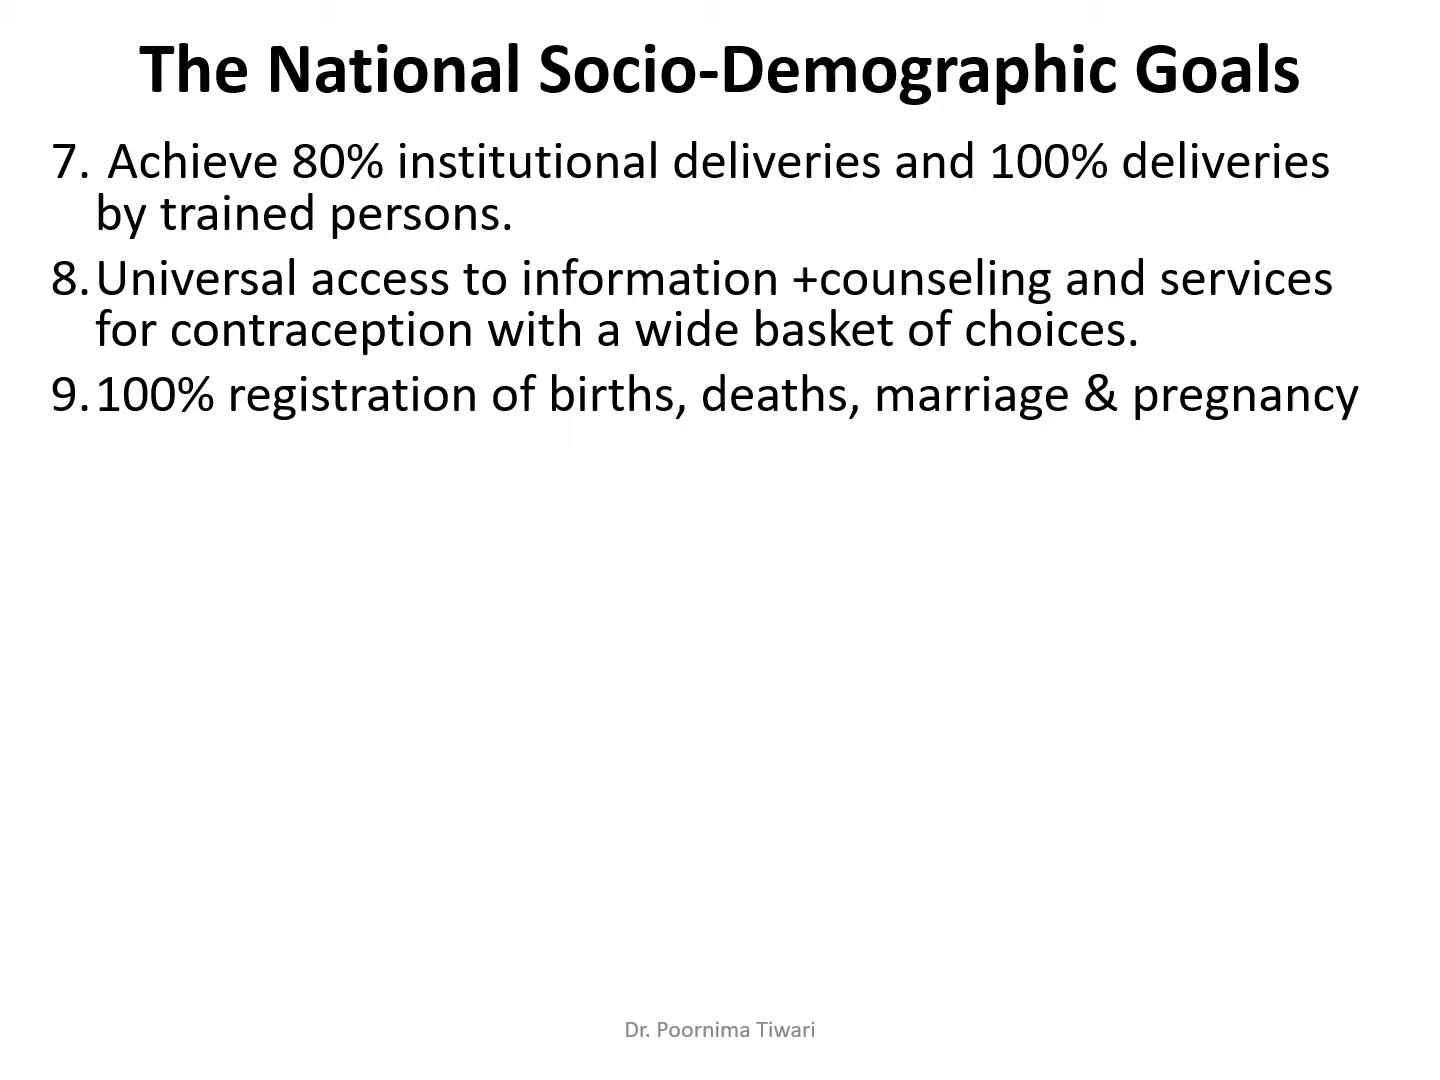 The National Socio-Demographic Goals
7. Achieve 80% institutional deliveries and 100% deliveries
by trained persons.
8. Universal access to information +counseling and services
for contraception with a wide basket of choices.
9. 100% registration of births, deaths, marriage & pregnancy
Dr. Poornima Tiwari